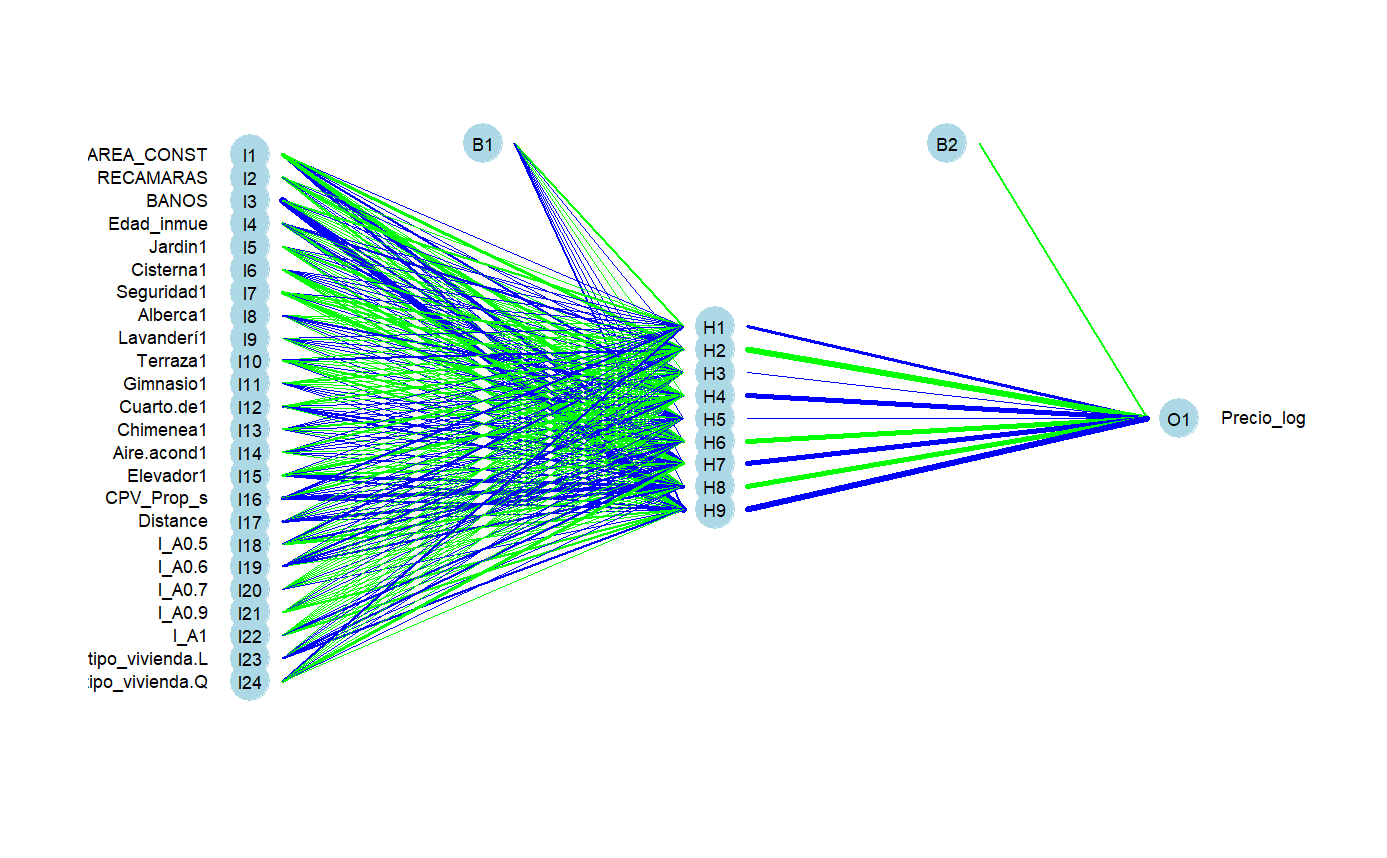 B1 B2
AREA_CONST I1
RECAMARAS I2
BANOS I3
Edad_inmue I4
Jardin1 I5
Cisterna1 I6
Seguridad1 I7
Alberca1 I8
Lavanderí1 I9
Terraza1 I10
Gimnasio1 I11
Cuarto.de1 I12
Chimenea1 I13
Aire.acond1 I14
Elevador1 I15
CPV_Prop_s I16
Distance I17
I_A0.5 I18
I_A0.6 I19
I_A0.7 I20
I_A0.9 I21
I_A1 I22
tipo_vivienda.L I23
tipo_vivienda.Q I24
H1
H2
H3
H4
H5
H6
H7
H8
H9
O1 Precio_log